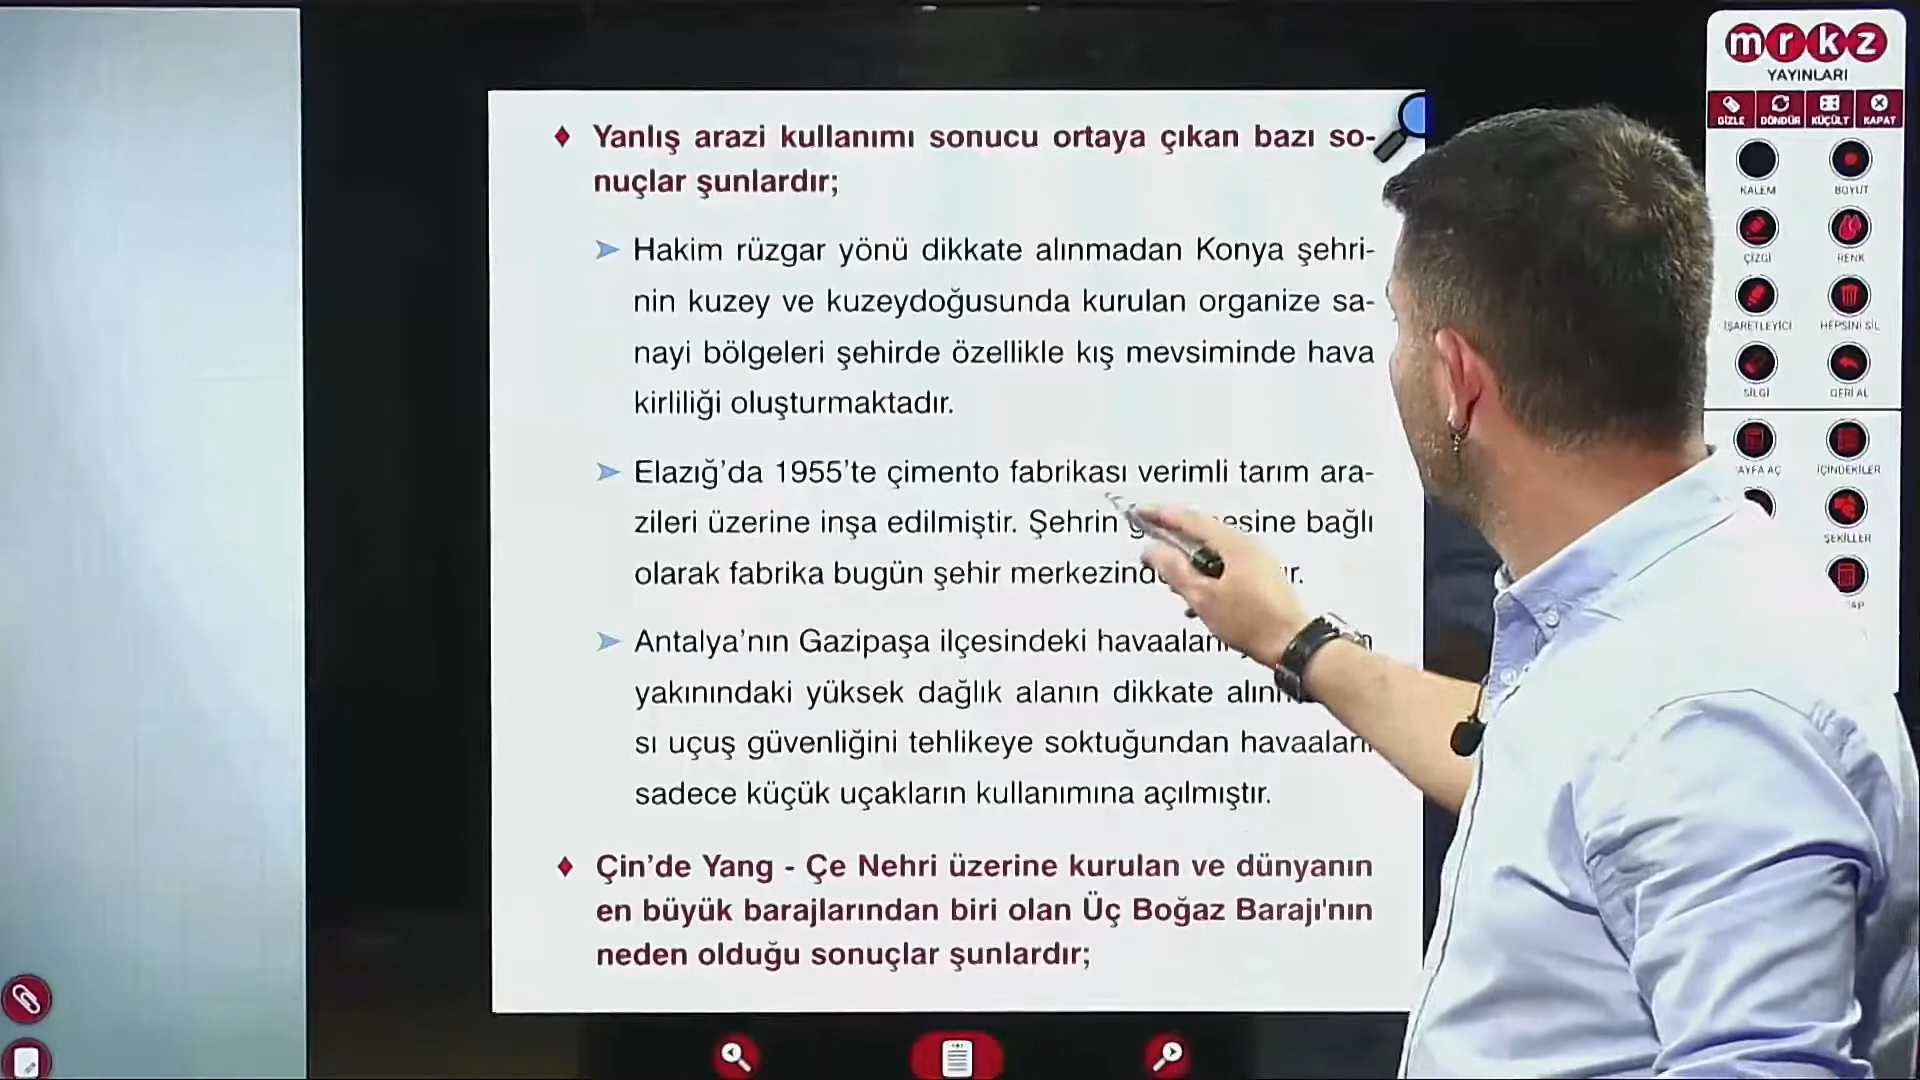 mrkz
YAYINLARI
GİZLE DÖNDÜR KÜÇÜLT KAPAT
KALEM BOYUT
ÇİZGİ RENK
İŞARETLEYİCİ HEPSİNİ SİL
SİLGİ GERİ AL
AYFA AÇ İÇİNDEKİLER
ŞEKİLLER
AP
Yanlış arazi kullanımı sonucu ortaya çıkan bazı so-
nuçlar şunlardır;
Hakim rüzgar yönü dikkate alınmadan Konya şehri-
nin kuzey ve kuzeydoğusunda kurulan organize sa-
nayi bölgeleri şehirde özellikle kış mevsiminde hava
kirliliği oluşturmaktadır.
Elazığ'da 1955'te çimento fabrikası verimli tarım ara-
zileri üzerine inşa edilmiştir. Şehrin bağlı
olarak fabrika bugün şehir
Antalya'nın Gazipaşa ilçesindeki
yakınındaki yüksek dağlık alanın dikkate
sı uçuş güvenliğini tehlikeye soktuğundan havaalanı
sadece küçük uçakların kullanımına açılmıştır.
Çin'de Yang - Çe Nehri üzerine kurulan ve dünyanın
en büyük barajlarından biri olan Üç Boğaz Barajı'nın
neden olduğu sonuçlar şunlardır;